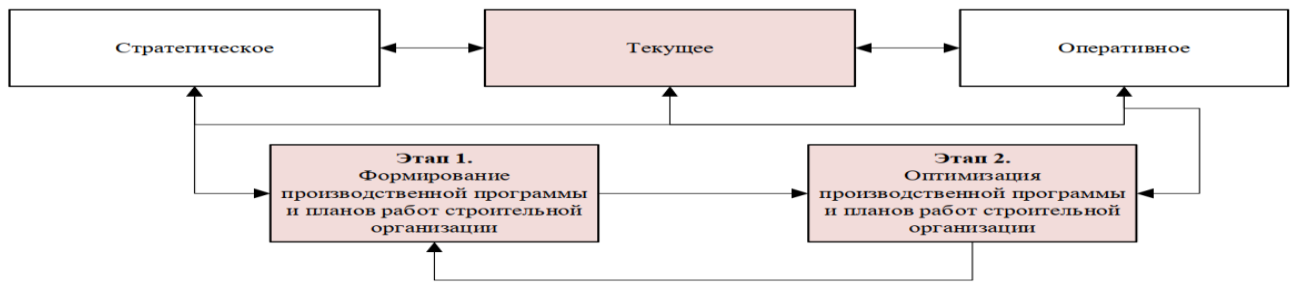 Стратегическое
Текущее
Оперативное
Этап 1.
Формирование
производственной программы
и планов работ строительной
организации
Этап 2.
Оптимизация
производственной программы
и планов работ строительной
организации